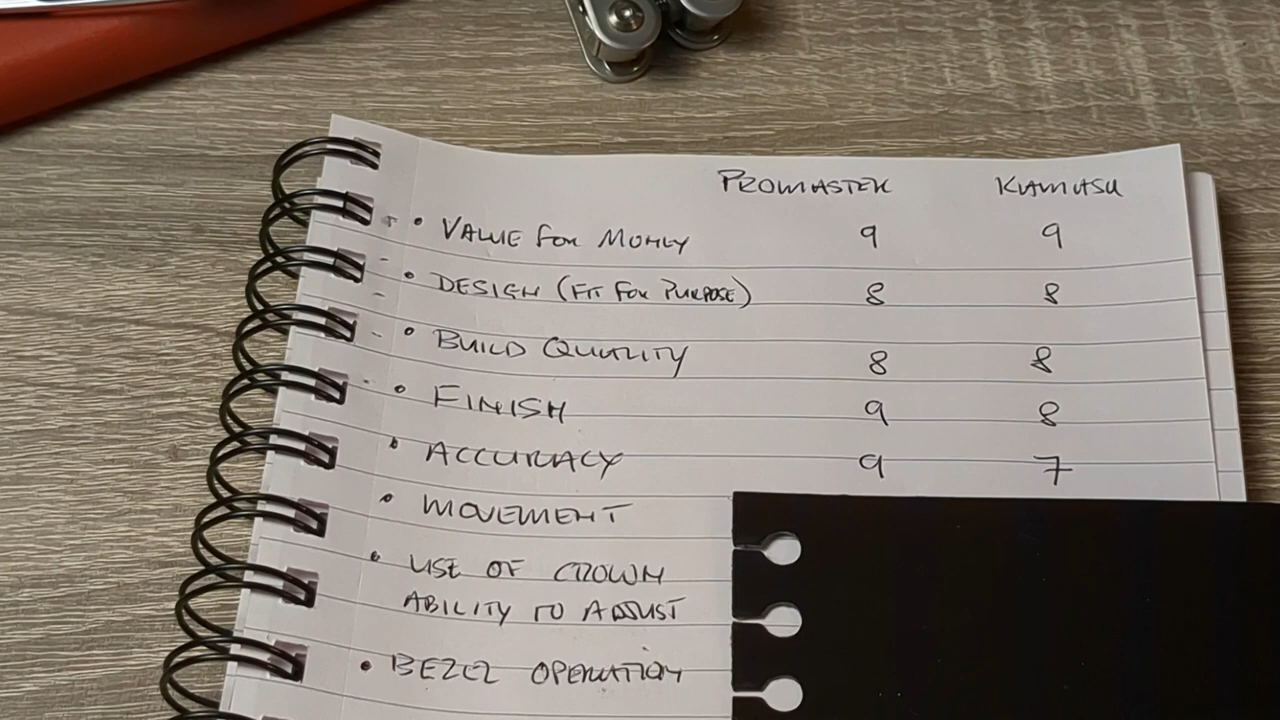 PROMASTER KAMASU
• VALUE FOR MONEY 9 9
• DESIGN (FIT FOR PURPOSE) 8 8
• BUILD QUALITY 8 8
• FINISH 9 8
• ACCURACY 9 7
• MOVEMENT
• USE OF CROWN
ABILITY TO ADJUST
• BEZEL OPERATION